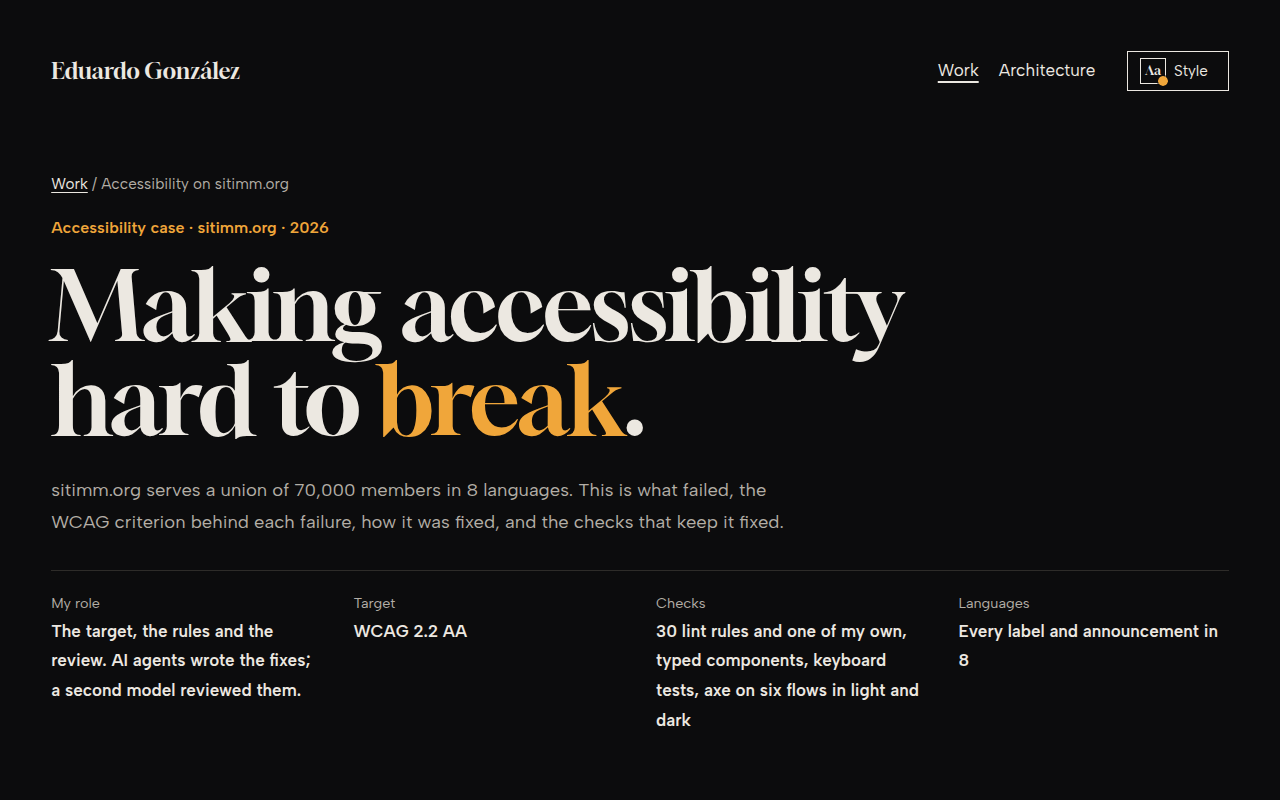 Eduardo González
Work
Architecture
Aa
Style
Work / Accessibility on sitimm.org
Accessibility case · sitimm.org · 2026
Making accessibility
hard to break.
sitimm.org serves a union of 70,000 members in 8 languages. This is what failed, the
WCAG criterion behind each failure, how it was fixed, and the checks that keep it fixed.
My role
The target, the rules and the
review. AI agents wrote the fixes;
a second model reviewed them.
Target
WCAG 2.2 AA
Checks
30 lint rules and one of my own,
typed components, keyboard
tests, axe on six flows in light and
dark
Languages
Every label and announcement in
8